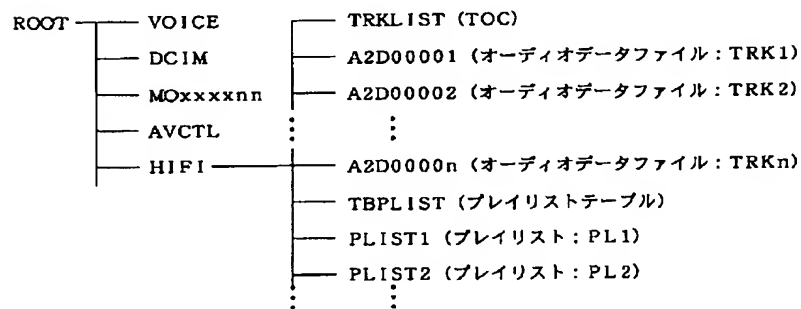 ROOT VOICE TRKLIST (TOC)
DCIM A2D00001 (オーディオデータファイル:TRK1)
MOxxxxnn A2D00002 (オーディオデータファイル:TRK2)
AVCTL
HIFI A2D0000n (オーディオデータファイル:TRKn)
TBPLIST (プレイリストテーブル)
PLIST1 (プレイリスト:PL1)
PLIST2 (プレイリスト:PL2)